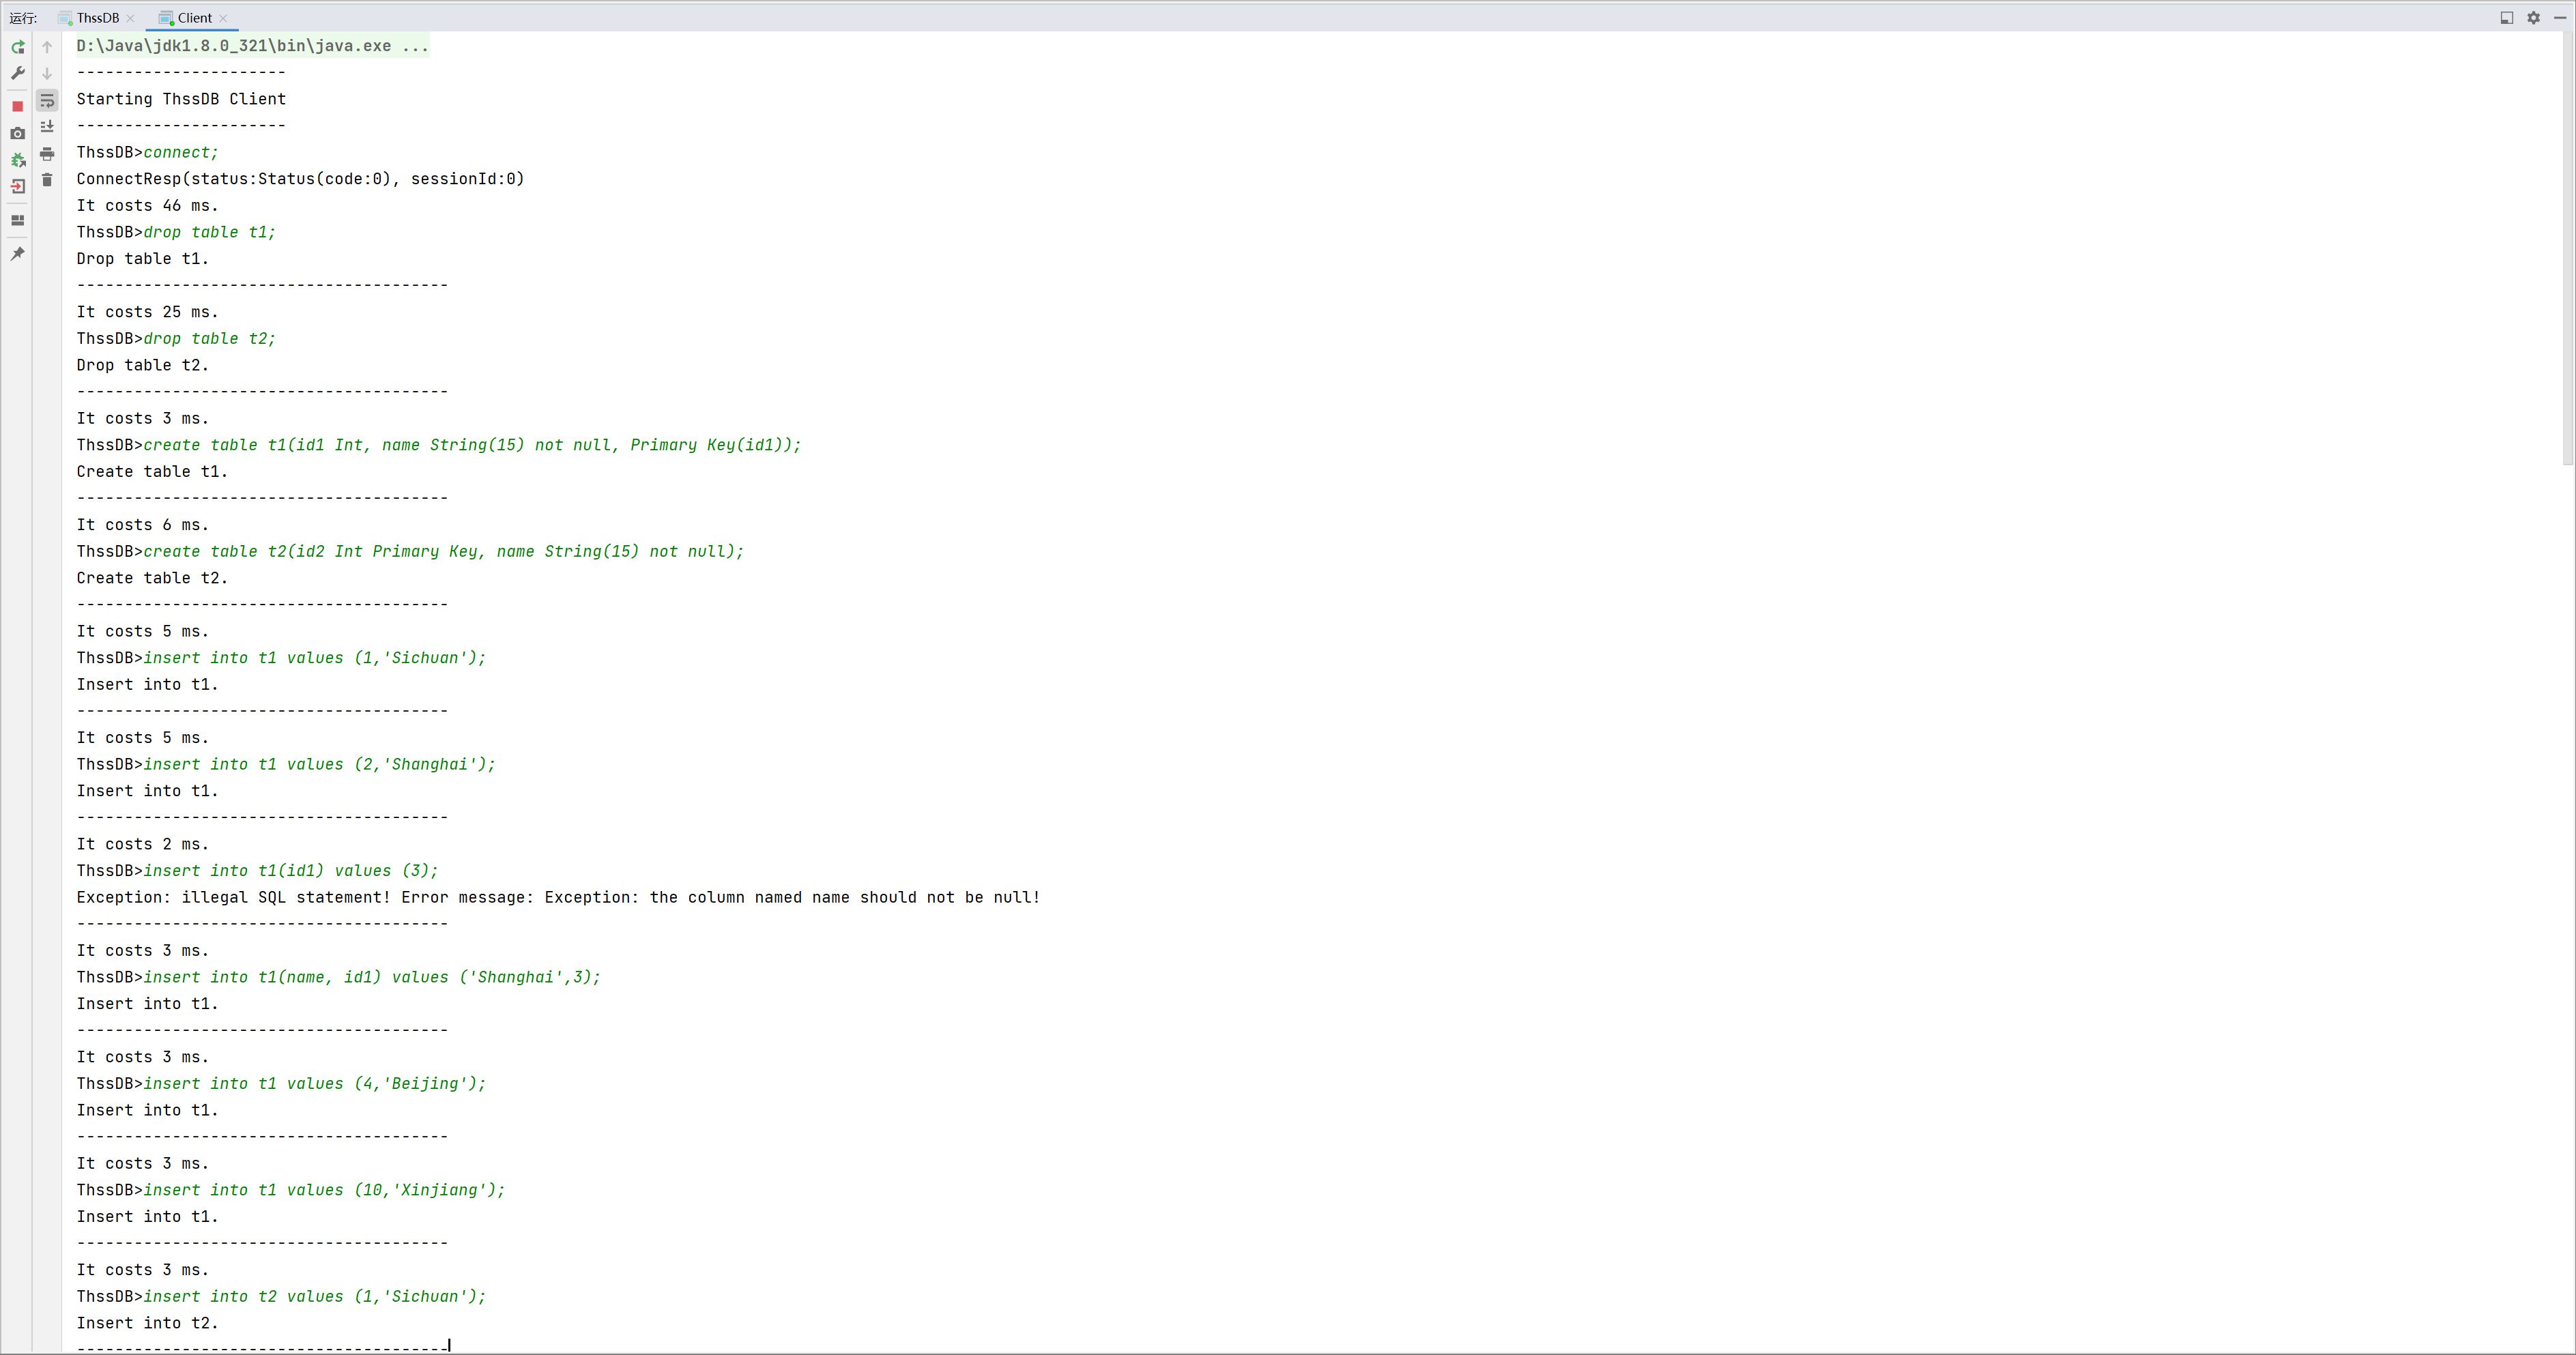 运行: ThssDB Client
D:\Java\jdk1.8.0_321\bin\java.exe ...
----------------------
Starting ThssDB Client
----------------------
ThssDB>connect;
ConnectResp(status:Status(code:0), sessionId:0)
It costs 46 ms.
ThssDB>drop table t1;
Drop table t1.
---------------------------------------
It costs 25 ms.
ThssDB>drop table t2;
Drop table t2.
---------------------------------------
It costs 3 ms.
ThssDB>create table t1(id1 Int, name String(15) not null, Primary Key(id1));
Create table t1.
---------------------------------------
It costs 6 ms.
ThssDB>create table t2(id2 Int Primary Key, name String(15) not null);
Create table t2.
---------------------------------------
It costs 5 ms.
ThssDB>insert into t1 values (1,'Sichuan');
Insert into t1.
---------------------------------------
It costs 5 ms.
ThssDB>insert into t1 values (2,'Shanghai');
Insert into t1.
---------------------------------------
It costs 2 ms.
ThssDB>insert into t1(id1) values (3);
Exception: illegal SQL statement! Error message: Exception: the column named name should not be null!
---------------------------------------
It costs 3 ms.
ThssDB>insert into t1(name, id1) values ('Shanghai',3);
Insert into t1.
---------------------------------------
It costs 3 ms.
ThssDB>insert into t1 values (4,'Beijing');
Insert into t1.
---------------------------------------
It costs 3 ms.
ThssDB>insert into t1 values (10,'Xinjiang');
Insert into t1.
---------------------------------------
It costs 3 ms.
ThssDB>insert into t2 values (1,'Sichuan');
Insert into t2.
---------------------------------------